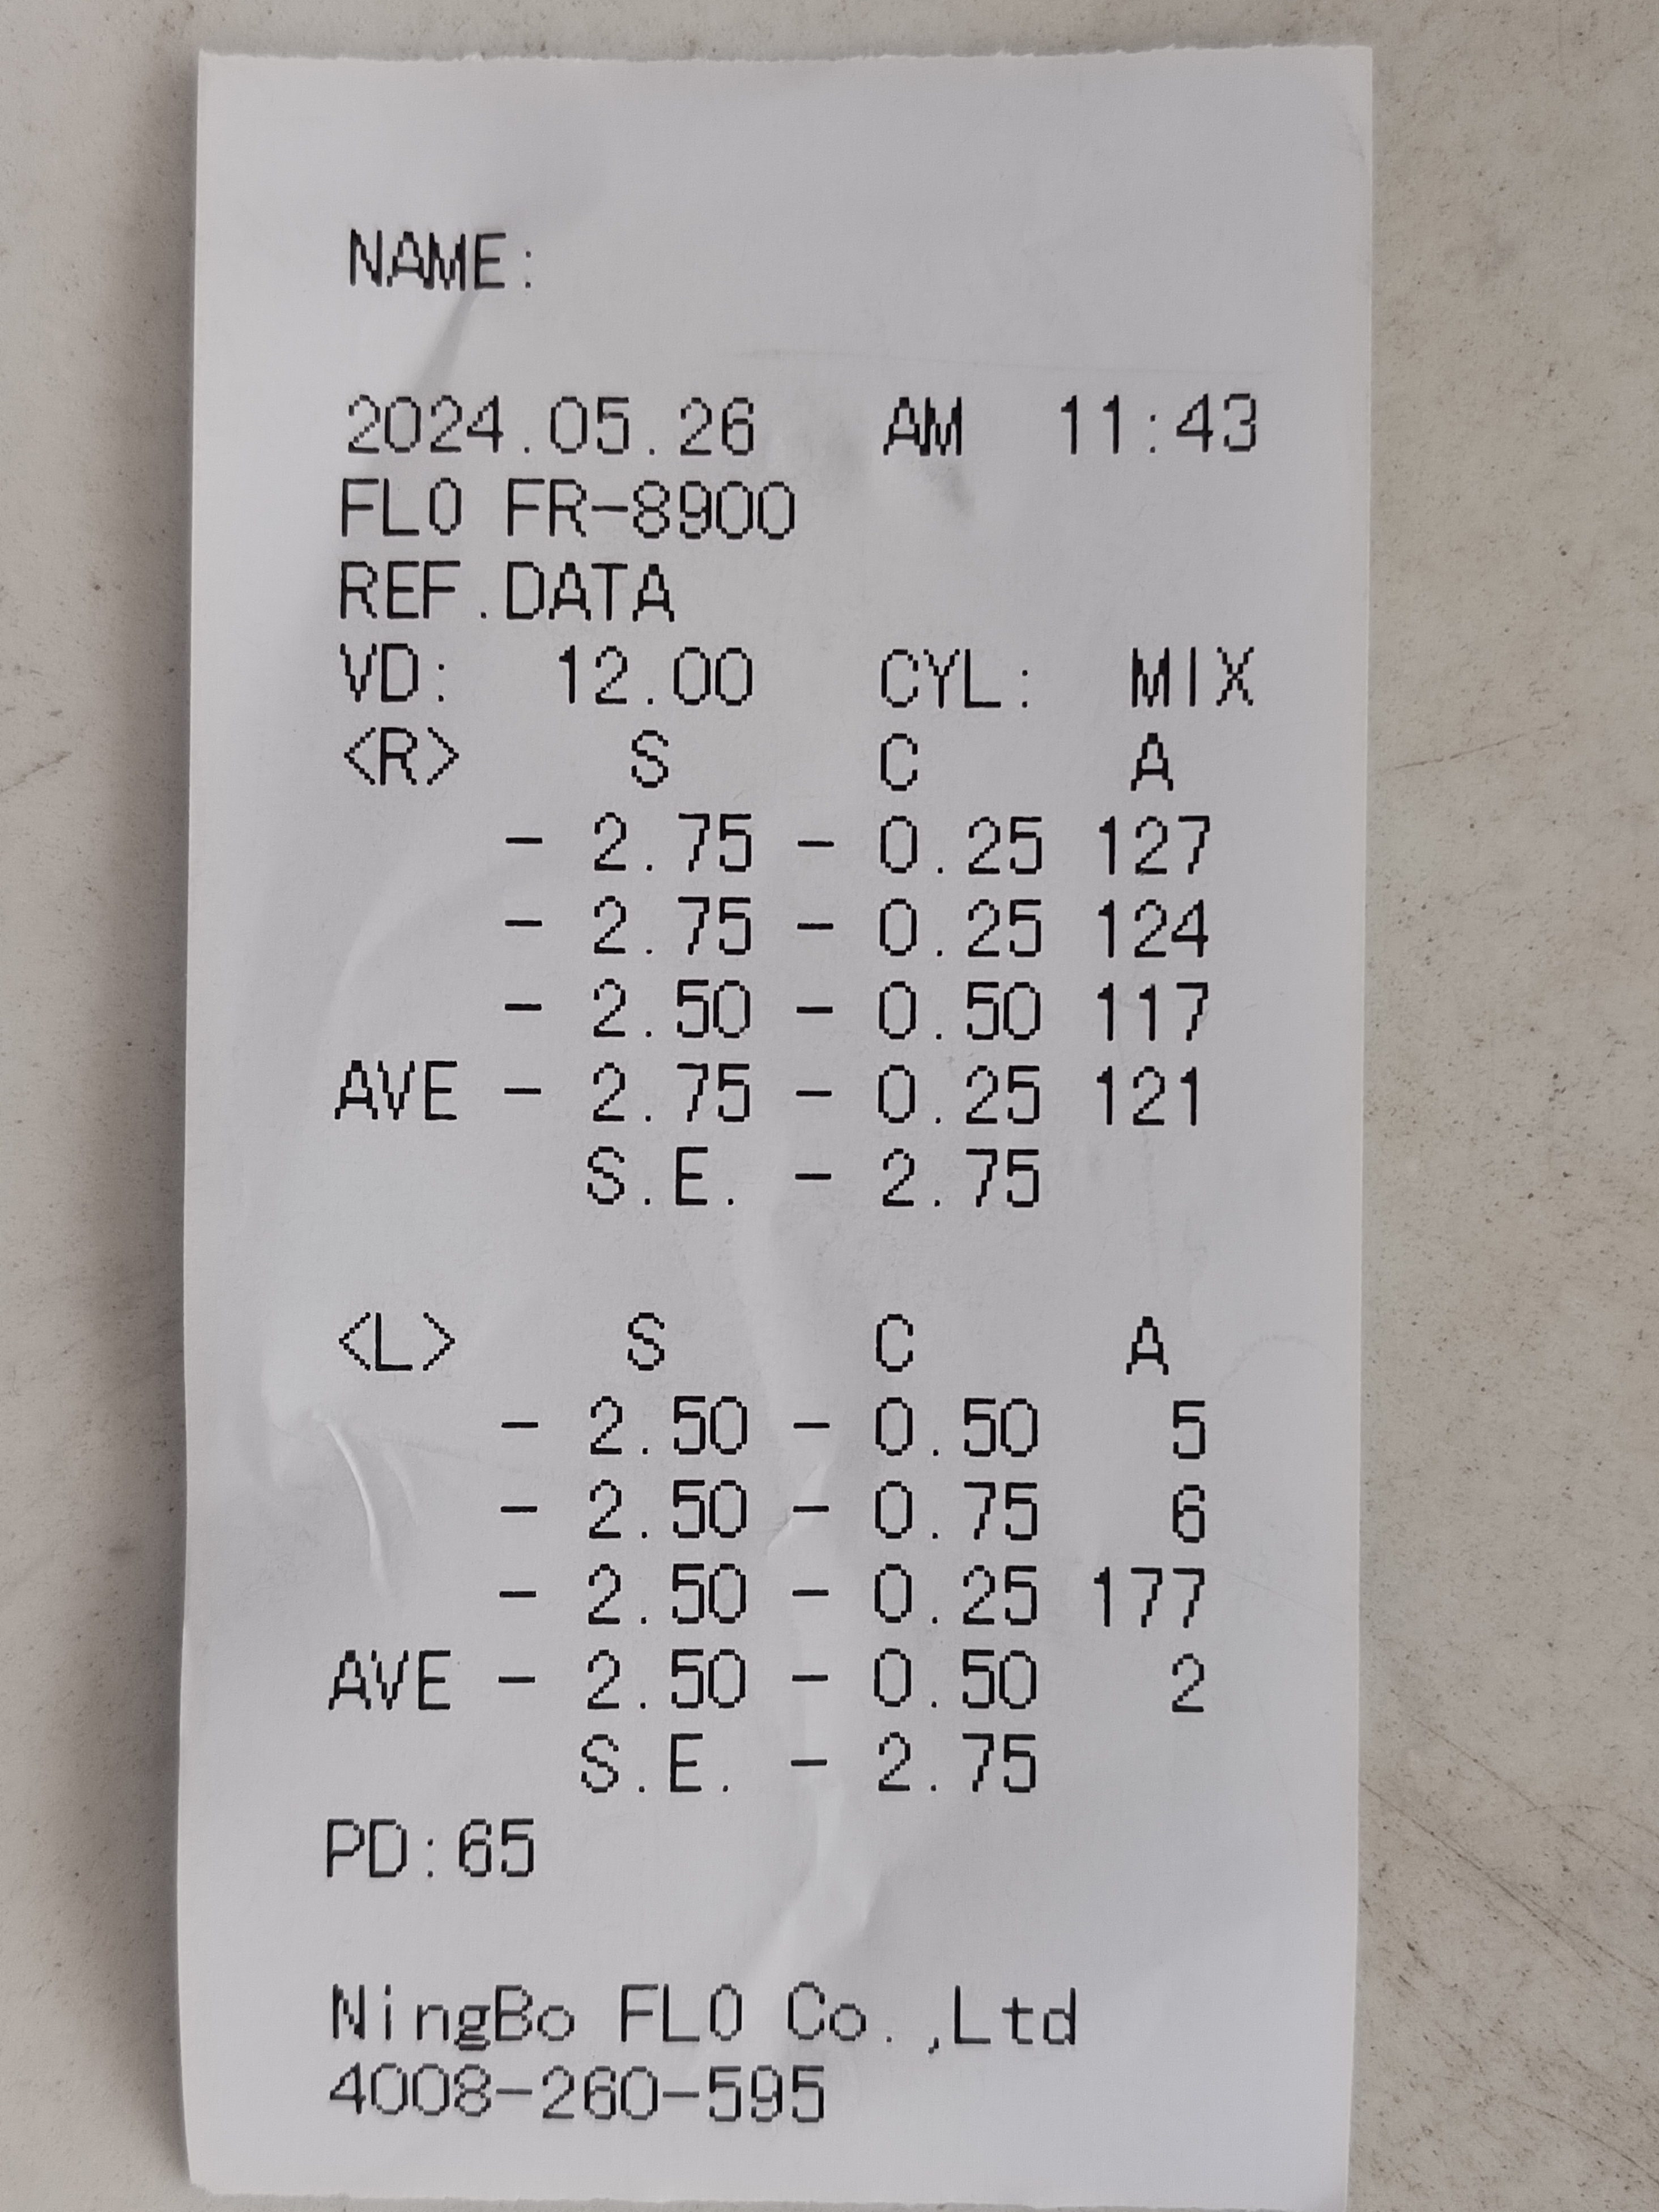 NAME:
2024.05.26 AM 11:43
FLO FR-8900
REF.DATA
VD: 12.00 CYL: MIX
<R> S C A
- 2.75 - 0.25 127
- 2.75 - 0.25 124
- 2.50 - 0.50 117
AVE - 2.75 - 0.25 121
S.E. - 2.75
<L> S C A
- 2.50 - 0.50 5
- 2.50 - 0.75 6
- 2.50 - 0.25 177
AVE - 2.50 - 0.50 2
S.E. - 2.75
PD:65
NingBo FLO Co.,Ltd
4008-260-595